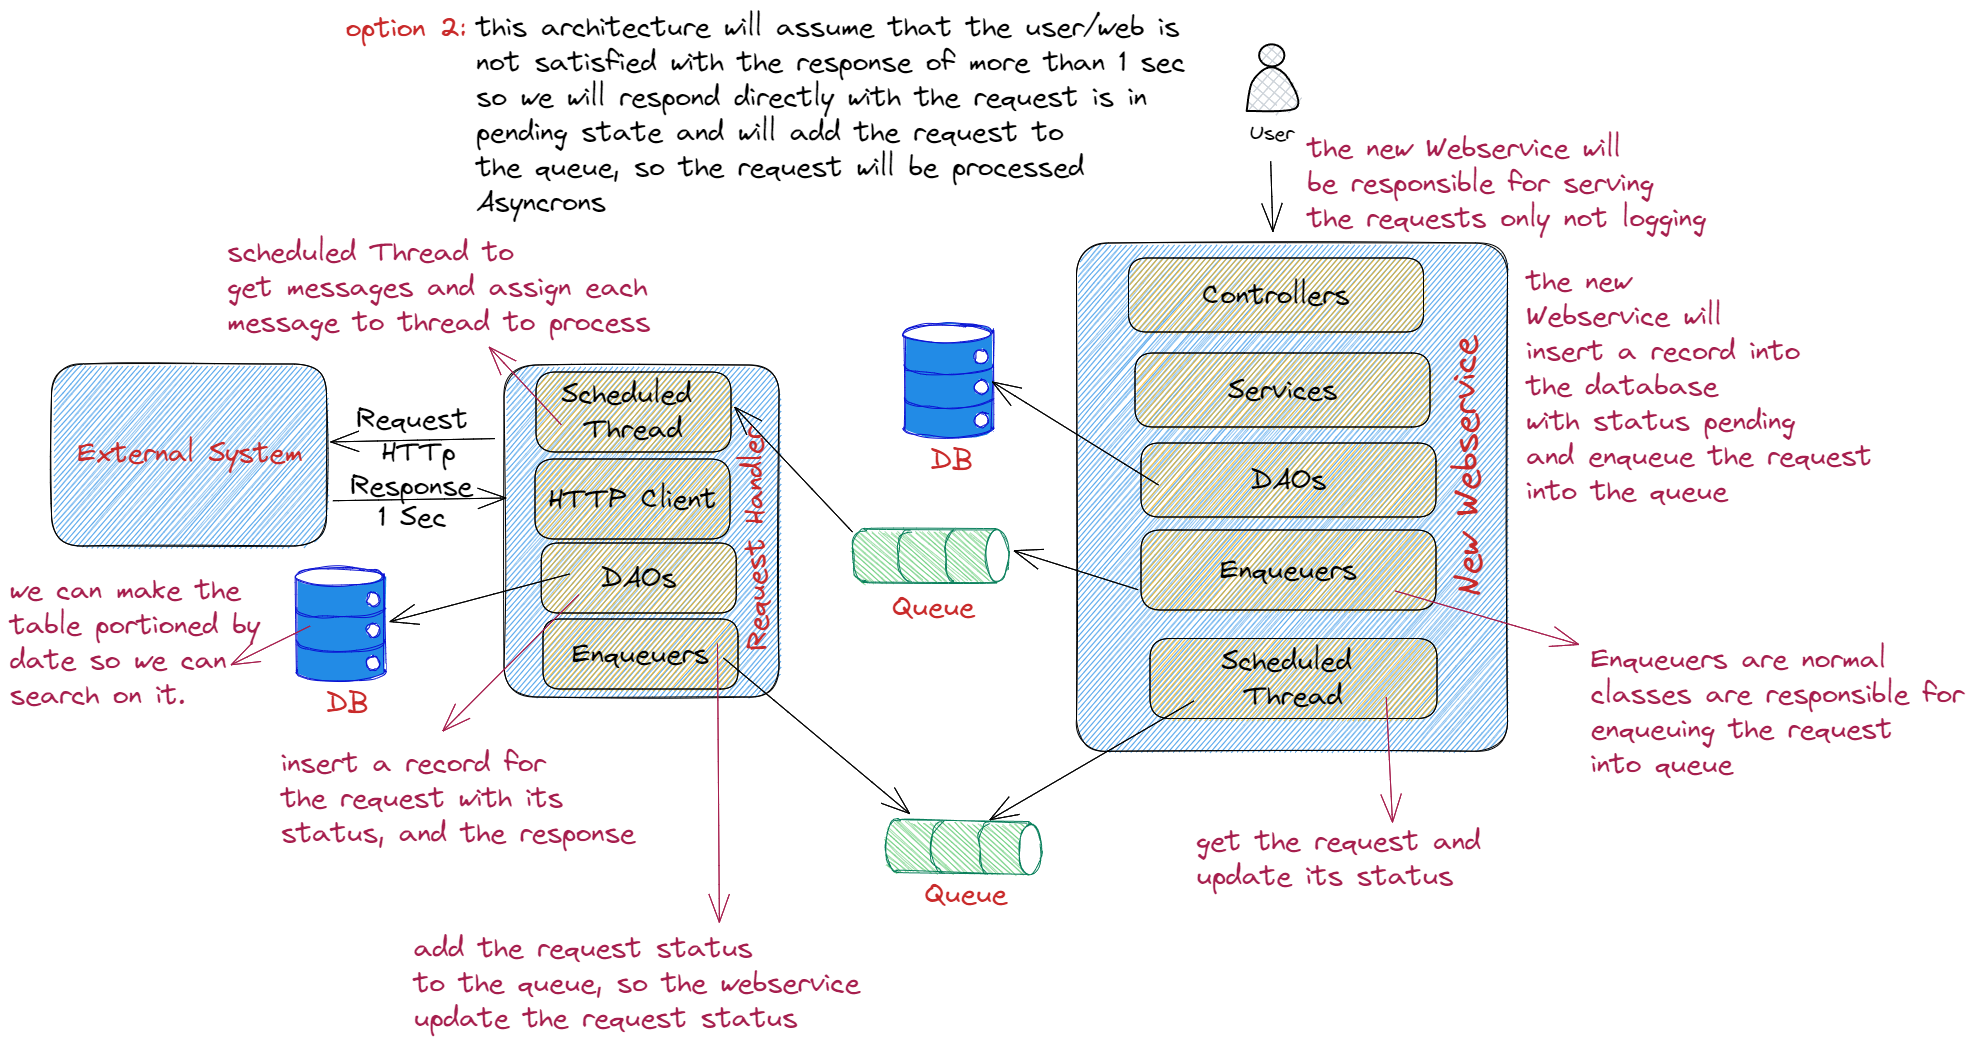 option 2: this architecture will assume that the user/web is
not satisfied with the response of more than 1 sec
so we will respond directly with the request is in
pending state and will add the request to
the queue, so the request will be processed
Asyncrons
User
the new Webservice will
be responsible for serving
the requests only not logging
scheduled Thread to
get messages and assign each
message to thread to process
Controllers
Services
DAOs
Enqueuers
Scheduled
Thread
New Webservice
the new
Webservice will
insert a record into
the database
with status pending
and enqueue the request
into the queue
DB
Queue
External System
Request
HTTp
Response
1 Sec
Scheduled
Thread
HTTP Client
DAOs
Enqueuers
Request Handler
we can make the
table portioned by
date so we can
search on it.
DB
insert a record for
the request with its
status, and the response
Enqueuers are normal
classes are responsible for
enqueuing the request
into queue
get the request and
update its status
Queue
add the request status
to the queue, so the webservice
update the request status